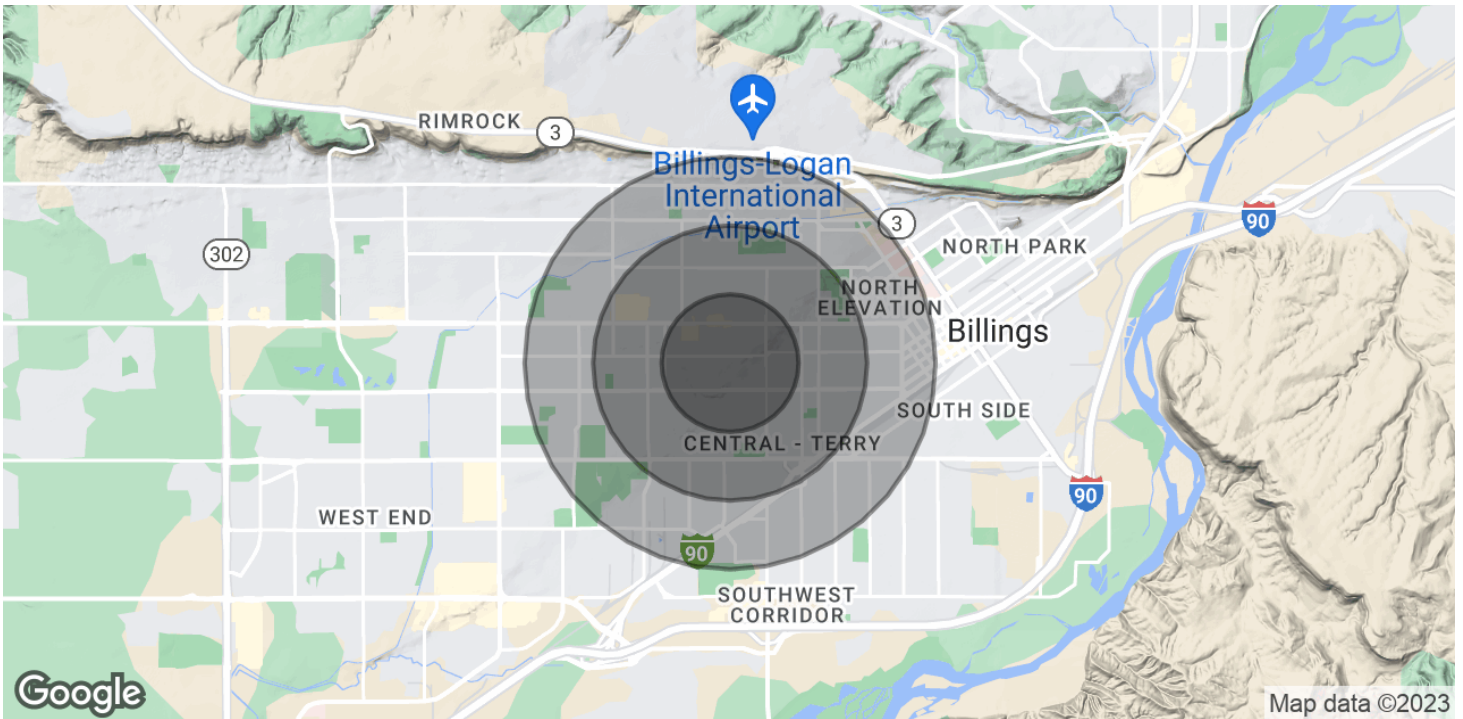 RIMROCK
3
Billings-Logan
International
Airport
3
302
NORTH PARK
90
NORTH
ELEVATION
Billings
SOUTH SIDE
CENTRAL - TERRY
90
WEST END
90
SOUTHWEST
CORRIDOR
Google
Map data ©2023